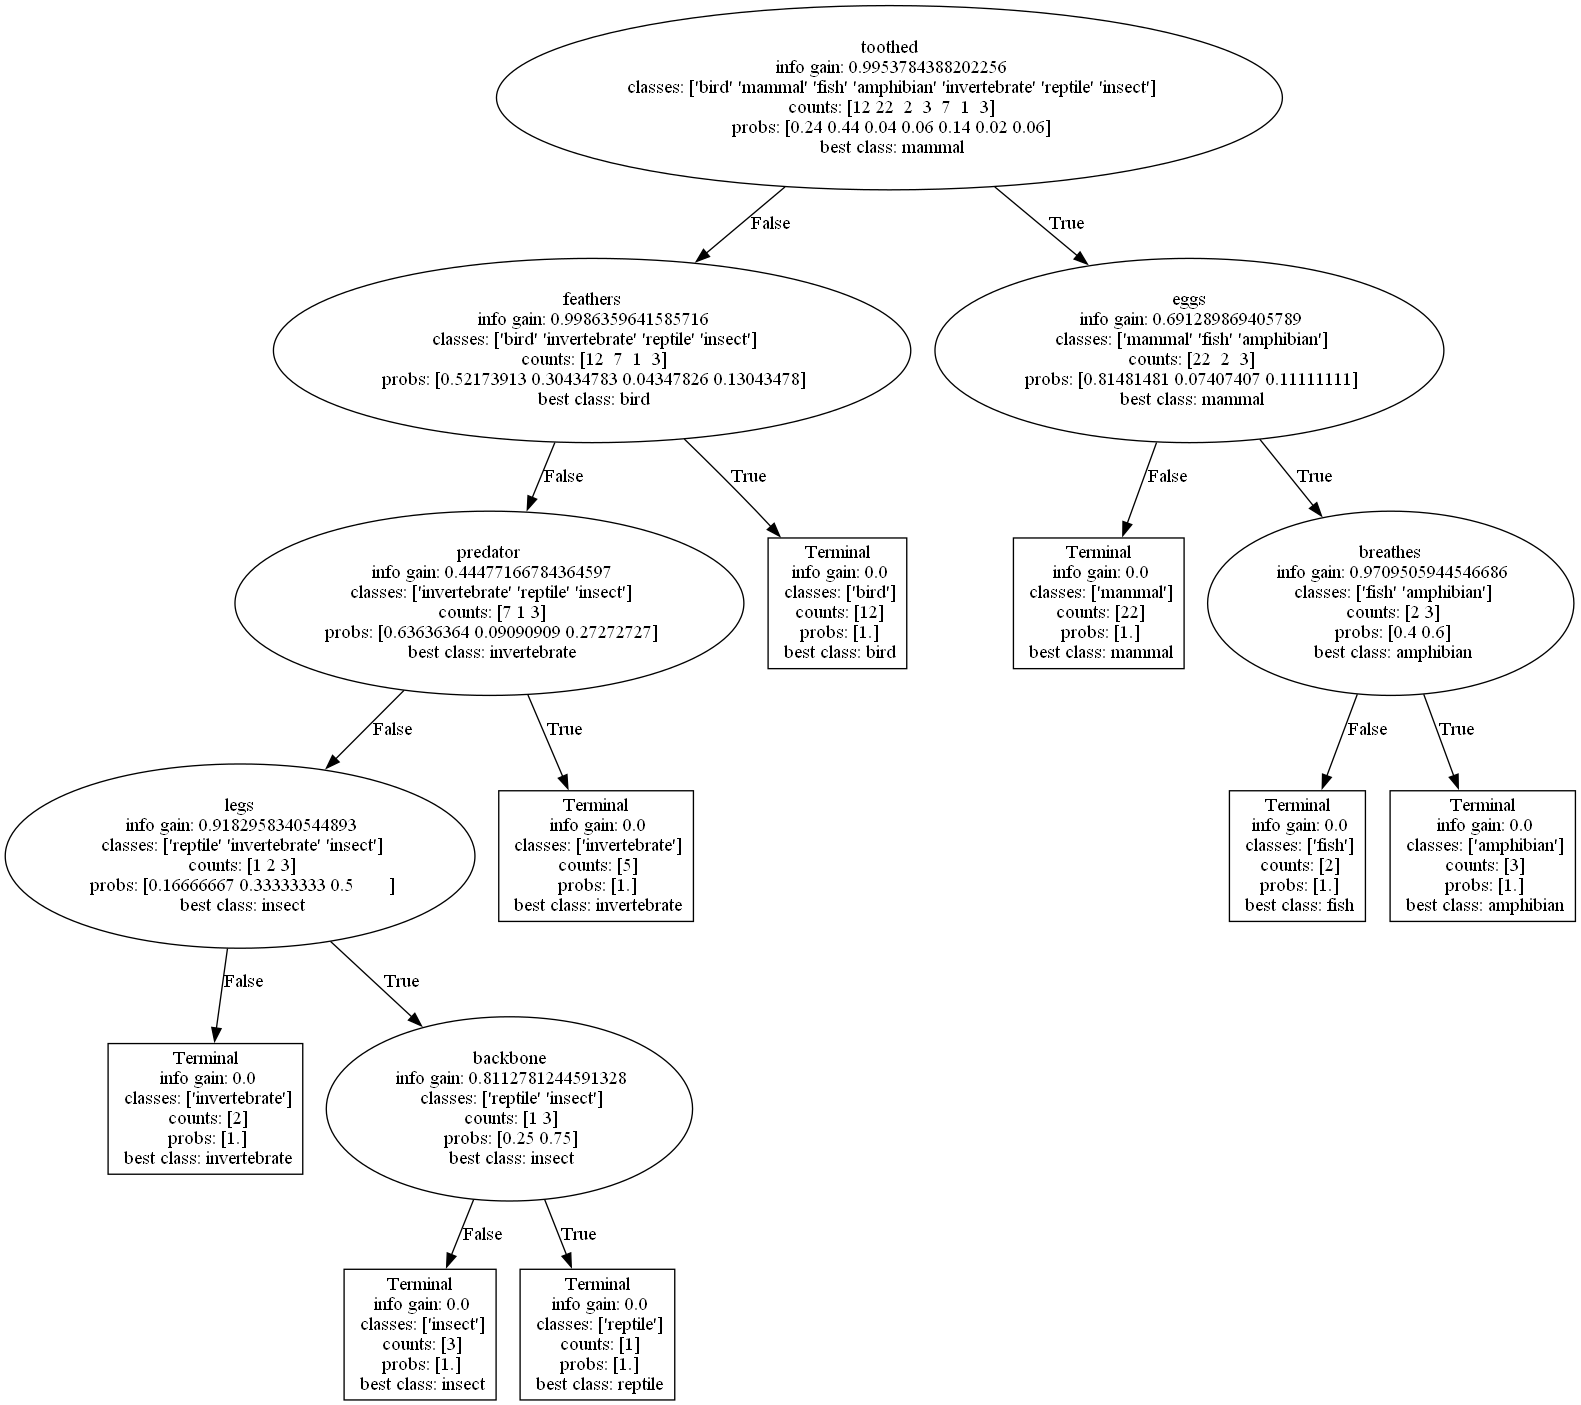 toothed
info gain: 0.9953784388202256
classes: ['bird' 'mammal' 'fish' 'amphibian' 'invertebrate' 'reptile' 'insect']
counts: [12 22  2  3  7  1  3]
probs: [0.24 0.44 0.04 0.06 0.14 0.02 0.06]
best class: mammal
False
True
feathers
info gain: 0.9986359641585716
classes: ['bird' 'invertebrate' 'reptile' 'insect']
counts: [12  7  1  3]
probs: [0.52173913 0.30434783 0.04347826 0.13043478]
best class: bird
eggs
info gain: 0.691289869405789
classes: ['mammal' 'fish' 'amphibian']
counts: [22  2  3]
probs: [0.81481481 0.07407407 0.11111111]
best class: mammal
False
True
False
True
predator
info gain: 0.44477166784364597
classes: ['invertebrate' 'reptile' 'insect']
counts: [7 1 3]
probs: [0.63636364 0.09090909 0.27272727]
best class: invertebrate
Terminal
info gain: 0.0
classes: ['bird']
counts: [12]
probs: [1.]
best class: bird
Terminal
info gain: 0.0
classes: ['mammal']
counts: [22]
probs: [1.]
best class: mammal
breathes
info gain: 0.9709505944546686
classes: ['fish' 'amphibian']
counts: [2 3]
probs: [0.4 0.6]
best class: amphibian
False
True
False
True
legs
info gain: 0.9182958340544893
classes: ['reptile' 'invertebrate' 'insect']
counts: [1 2 3]
probs: [0.16666667 0.33333333 0.5        ]
best class: insect
Terminal
info gain: 0.0
classes: ['invertebrate']
counts: [5]
probs: [1.]
best class: invertebrate
Terminal
info gain: 0.0
classes: ['fish']
counts: [2]
probs: [1.]
best class: fish
Terminal
info gain: 0.0
classes: ['amphibian']
counts: [3]
probs: [1.]
best class: amphibian
False
True
Terminal
info gain: 0.0
classes: ['invertebrate']
counts: [2]
probs: [1.]
best class: invertebrate
backbone
info gain: 0.8112781244591328
classes: ['reptile' 'insect']
counts: [1 3]
probs: [0.25 0.75]
best class: insect
False
True
Terminal
info gain: 0.0
classes: ['insect']
counts: [3]
probs: [1.]
best class: insect
Terminal
info gain: 0.0
classes: ['reptile']
counts: [1]
probs: [1.]
best class: reptile